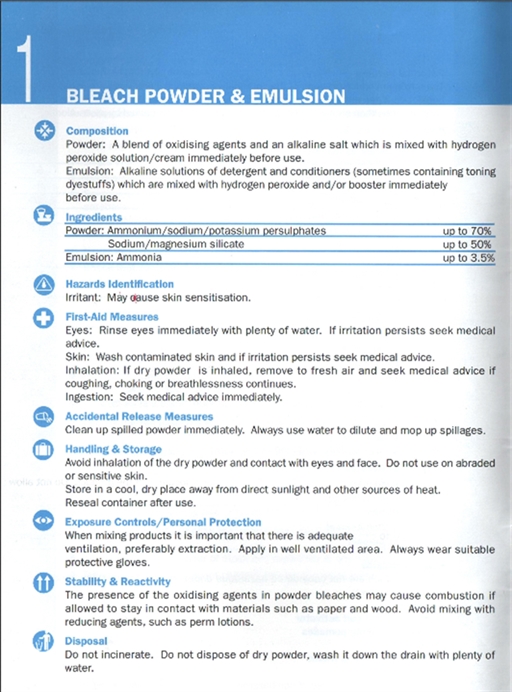 1
BLEACH POWDER & EMULSION
Composition
Powder: A blend of oxidising agents and an alkaline salt which is mixed with hydrogen
peroxide solution/cream immediately before use.
Emulsion: Alkaline solutions of detergent and conditioners (sometimes containing toning
dyestuffs) which are mixed with hydrogen peroxide and/or booster immediately
before use.
Ingredients
Powder: Ammonium/sodium/potassium persulphates up to 70%
Sodium/magnesium silicate up to 50%
Emulsion: Ammonia up to 3.5%
Hazards Identification
Irritant: May cause skin sensitisation.
First-Aid Measures
Eyes: Rinse eyes immediately with plenty of water. If irritation persists seek medical
advice.
Skin: Wash contaminated skin and if irritation persists seek medical advice.
Inhalation: If dry powder is inhaled, remove to fresh air and seek medical advice if
coughing, choking or breathlessness continues.
Ingestion: Seek medical advice immediately.
Accidental Release Measures
Clean up spilled powder immediately. Always use water to dilute and mop up spillages.
Handling & Storage
Avoid inhalation of the dry powder and contact with eyes and face. Do not use on abraded
or sensitive skin.
Store in a cool, dry place away from direct sunlight and other sources of heat.
Reseal container after use.
Exposure Controls/Personal Protection
When mixing products it is important that there is adequate
ventilation, preferably extraction. Apply in well ventilated area. Always wear suitable
protective gloves.
Stability & Reactivity
The presence of the oxidising agents in powder bleaches may cause combustion if
allowed to stay in contact with materials such as paper and wood. Avoid mixing with
reducing agents, such as perm lotions.
Disposal
Do not incinerate. Do not dispose of dry powder, wash it down the drain with plenty of
water.